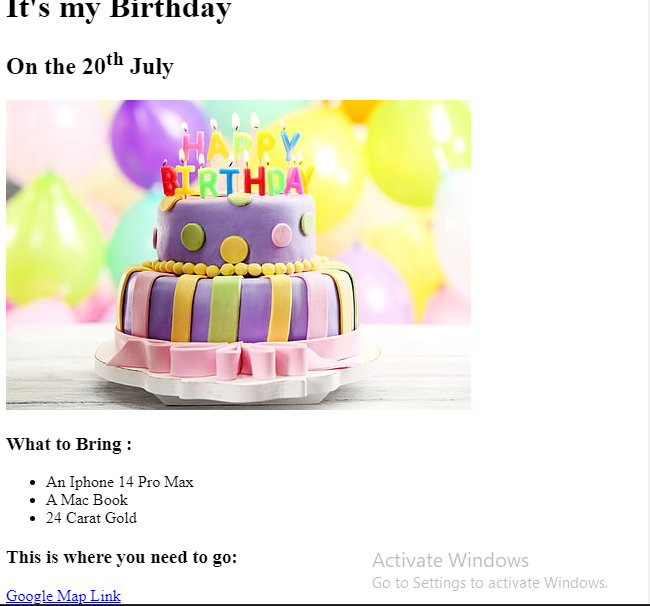 It's my Birthday
On the 20th July
HAPPY
BIRTHDAY
What to Bring :
An Iphone 14 Pro Max
A Mac Book
24 Carat Gold
This is where you need to go:
Activate Windows
Go to Settings to activate Windows.
Google Map Link